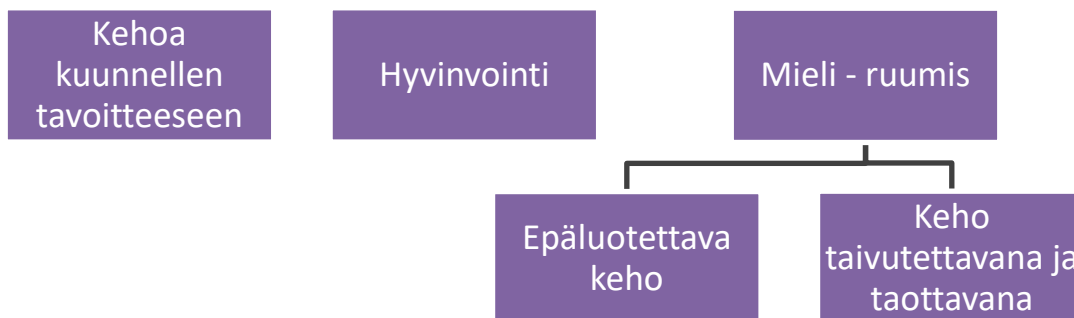 Kehoa
kuunnellen
tavoitteeseen
Hyvinvointi
Mieli - ruumis
Epäluotettava
keho
Keho
taivutettavana ja
taottavana